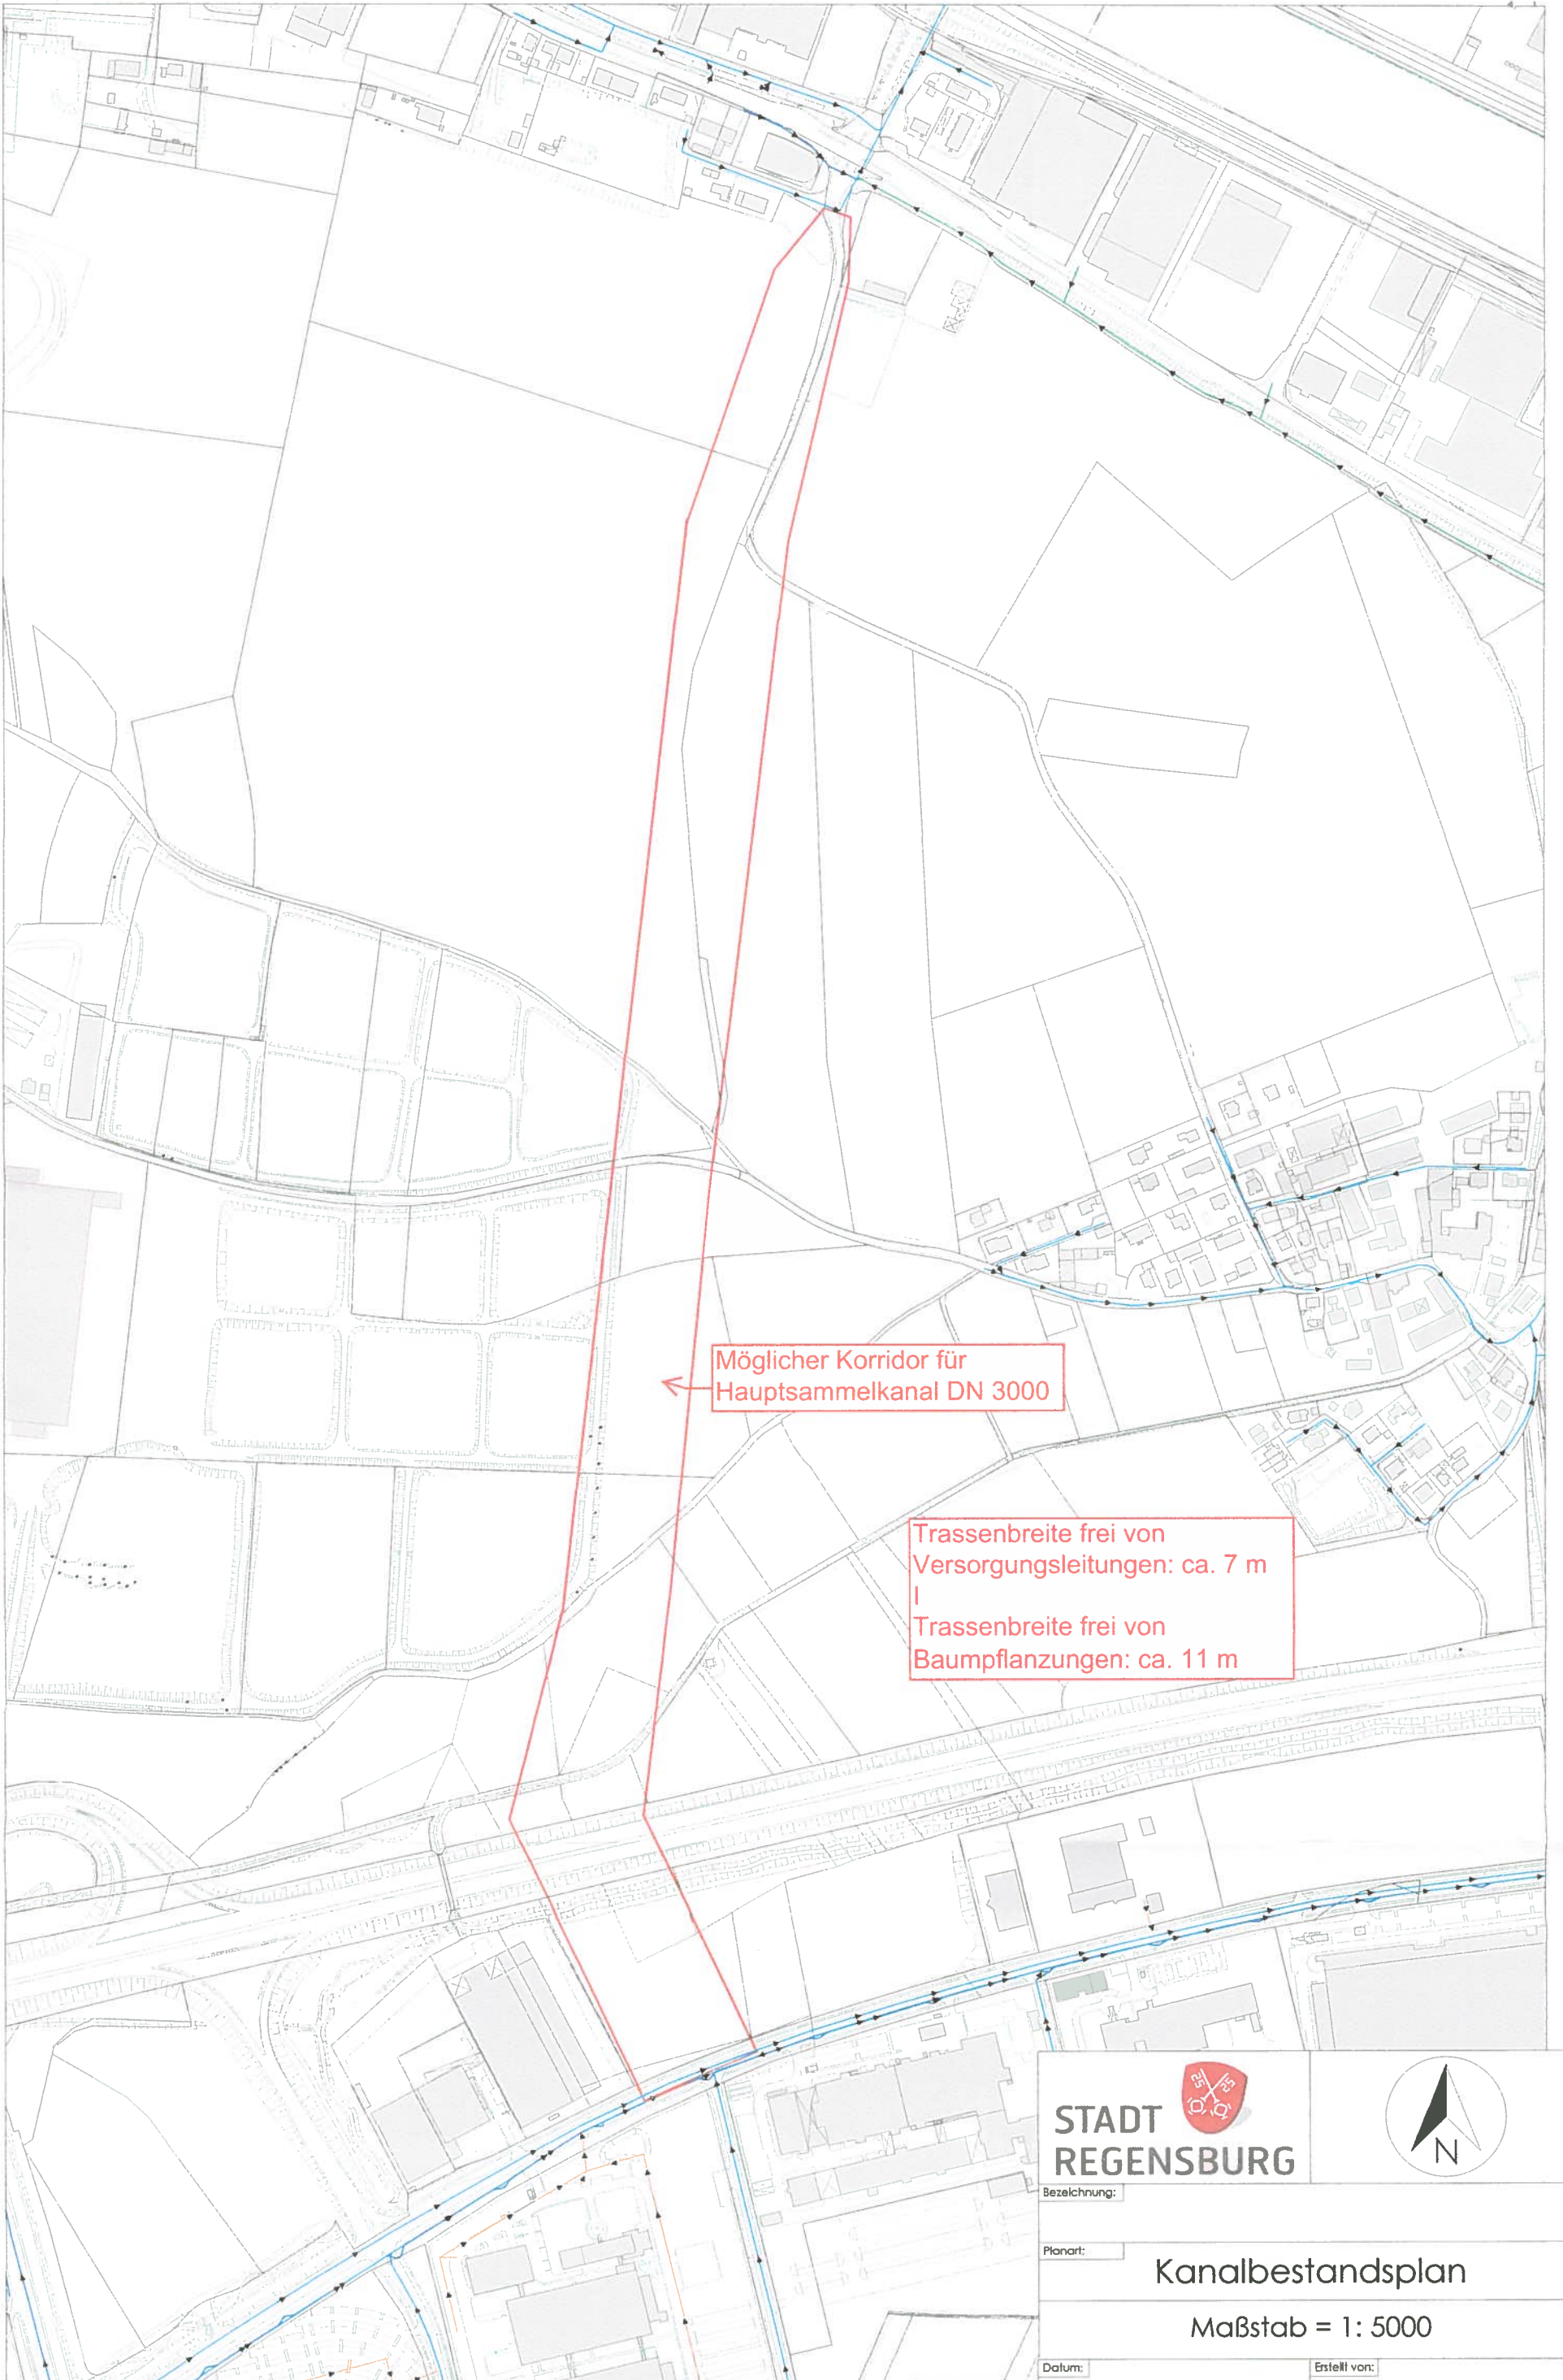 Möglicher Korridor für
Hauptsammelkanal DN 3000
Trassenbreite frei von
Versorgungsleitungen: ca. 7 m
|
Trassenbreite frei von
Baumpflanzungen: ca. 11 m
STADT
REGENSBURG
N
Bezeichnung:
Planart:
Kanalbestandsplan
Maßstab = 1: 5000
Datum:
Erstellt von: